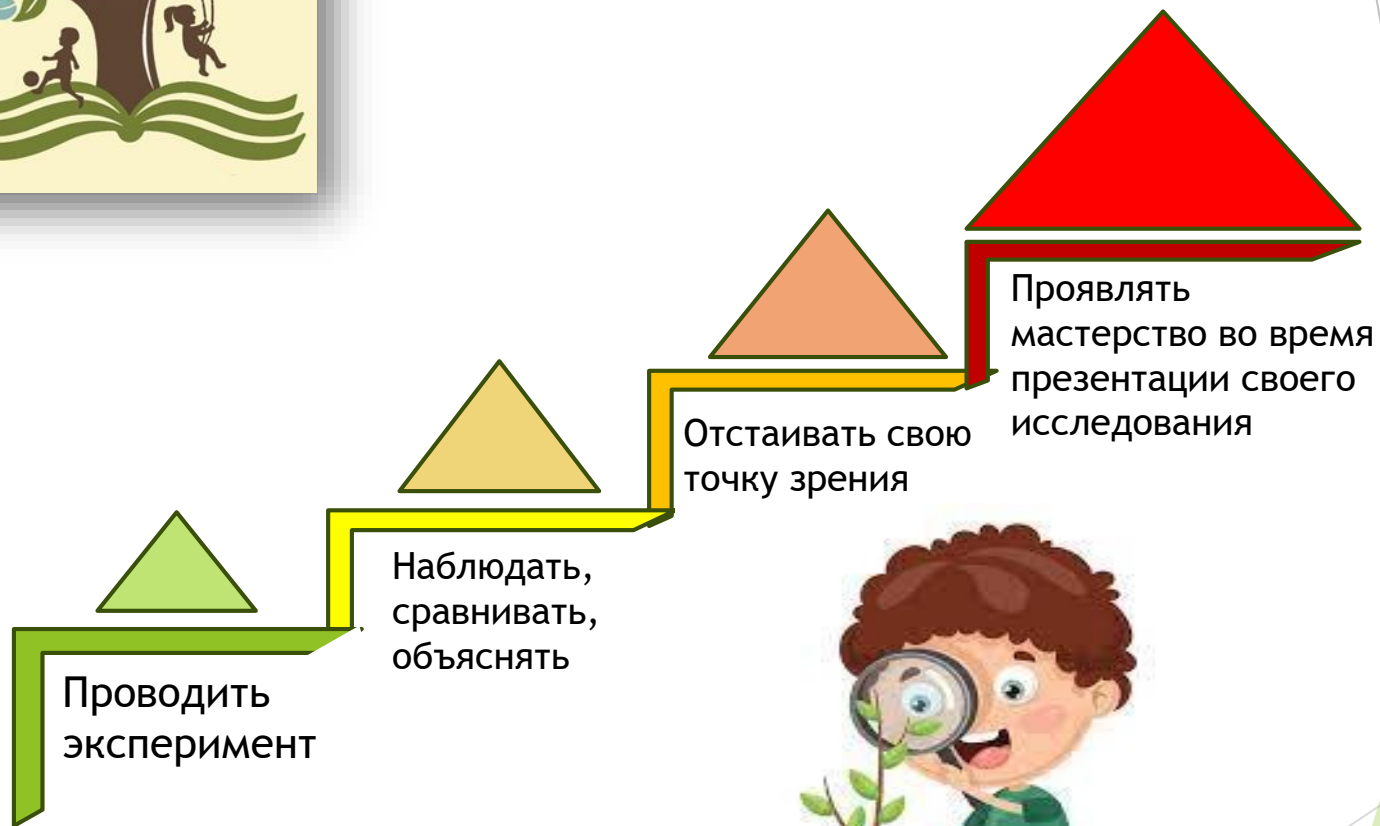 Проводить
эксперимент
Наблюдать,
сравнивать,
объяснять
Отстаивать свою
точку зрения
Проявлять
мастерство во время
презентации своего
исследования